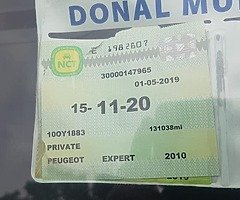 DONAL MU
E 1982607
NCT
30000147965
01-05-2019
15- 11-20
10OY1883
131038mi
PRIVATE
PEUGEOT EXPERT 2010